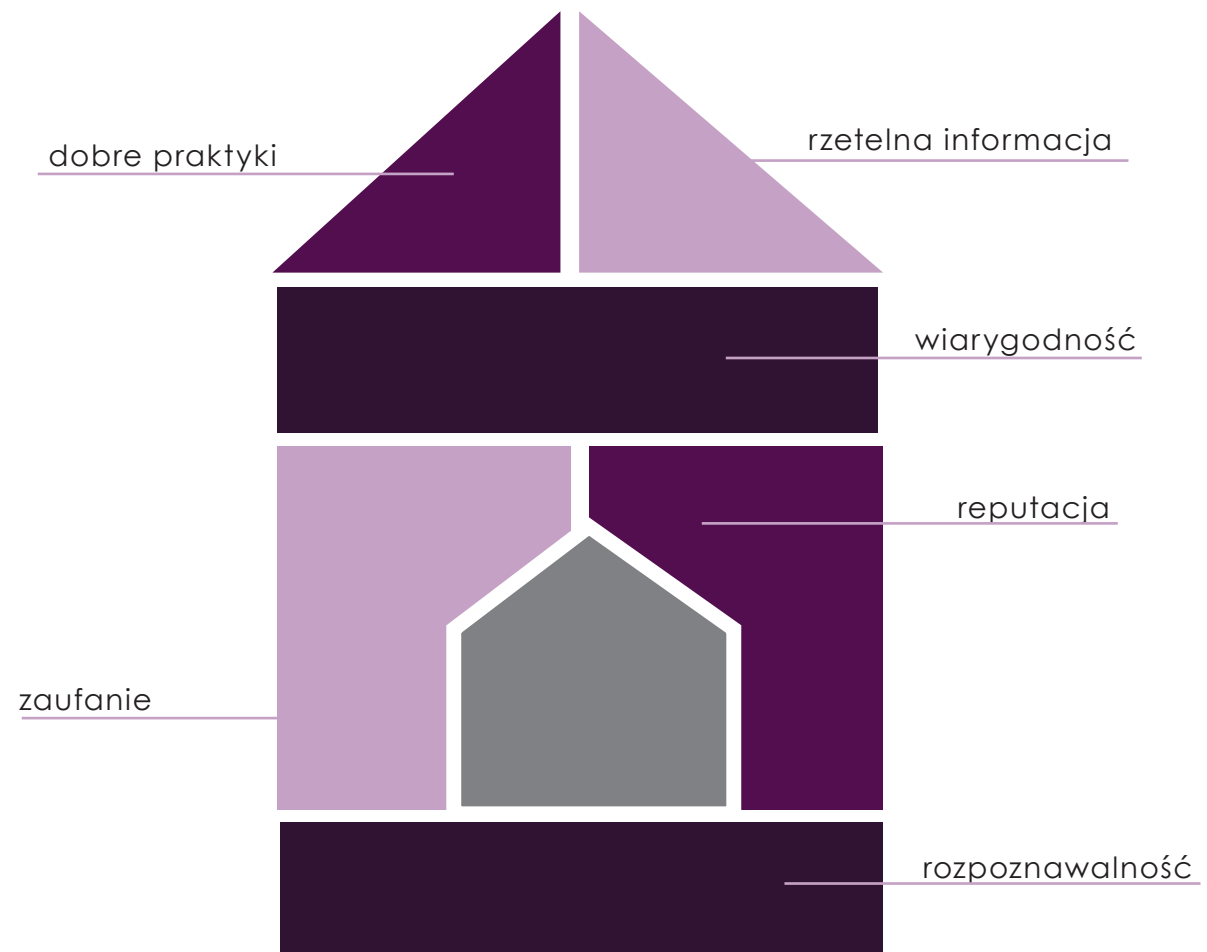 dobre praktyki
rzetelna informacja
wiarygodność
reputacja
zaufanie
rozpoznawalność